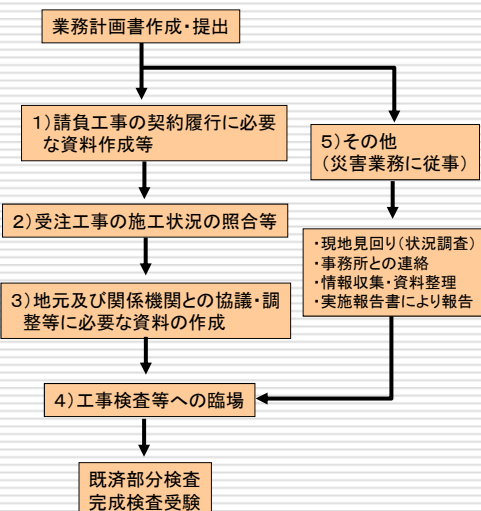 業務計画書作成・提出
1)請負工事の契約履行に必要
な資料作成等
5)その他
(災害業務に従事)
2)受注工事の施工状況の照合等
・現地見回り(状況調査)
・事務所との連絡
・情報収集・資料整理
・実施報告書により報告
3)地元及び関係機関との協議・調
整等に必要な資料の作成
4)工事検査等への臨場
既済部分検査
完成検査受験